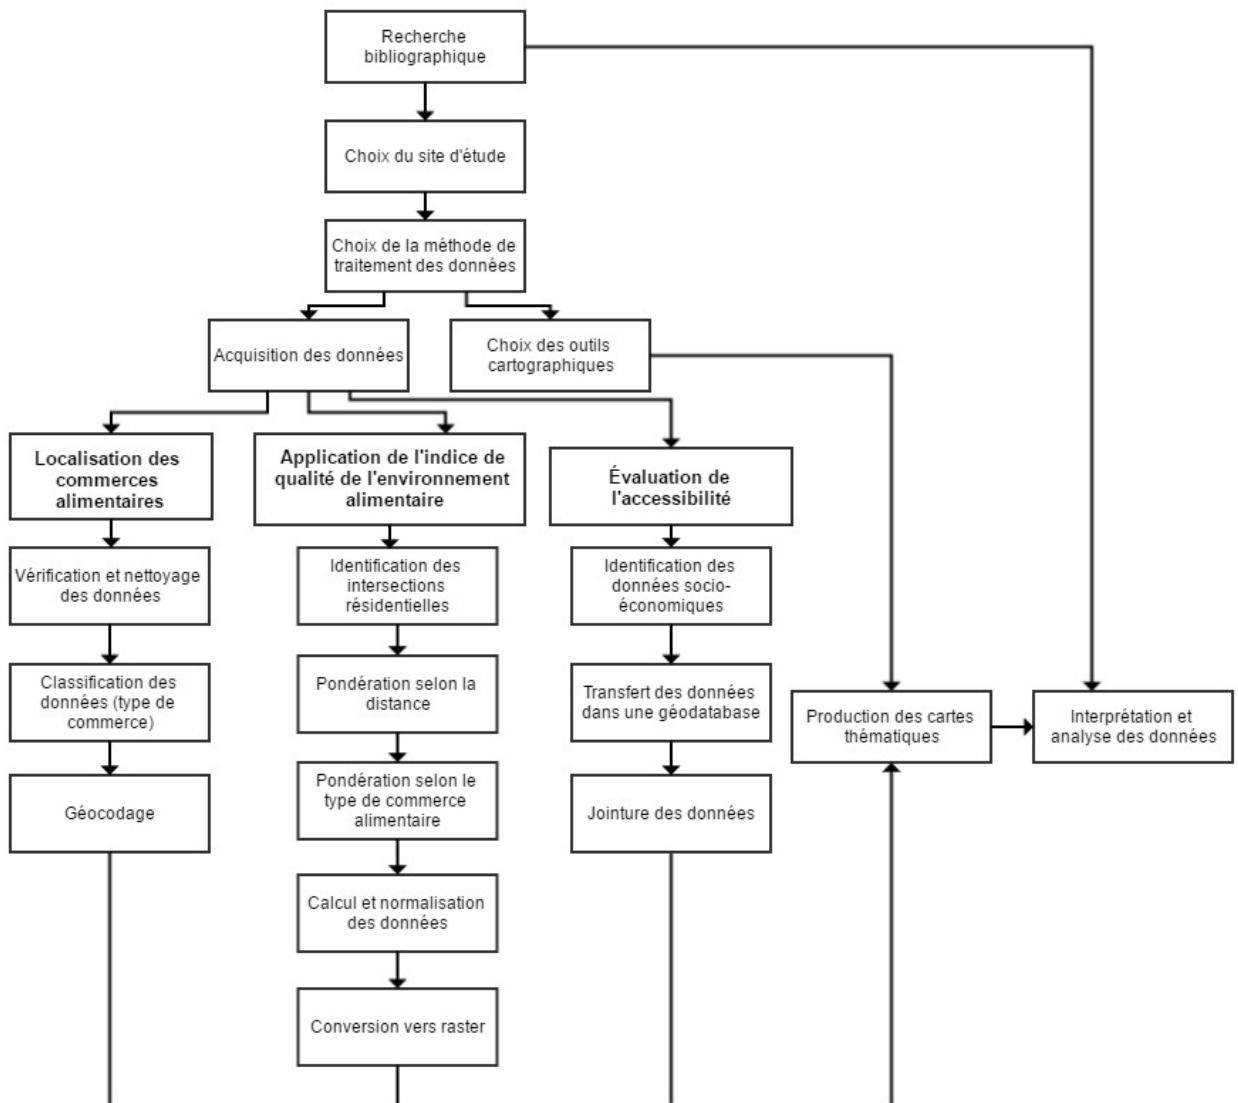 Recherche
bibliographique
Choix du site d'étude
Choix de la méthode de
traitement des données
Acquisition des données
Choix des outils
cartographiques
Localisation des
commerces
alimentaires
Application de l'indice de
qualité de l'environnement
alimentaire
Évaluation de
l'accessibilité
Vérification et nettoyage
des données
Identification des
intersections
résidentielles
Identification des
données socio-
économiques
Classification des
données (type de
commerce)
Pondération selon la
distance
Transfert des données
dans une géodatabase
Production des cartes
thématiques
Interprétation et
analyse des données
Géocodage
Pondération selon le
type de commerce
alimentaire
Jointure des données
Calcul et normalisation
des données
Conversion vers raster